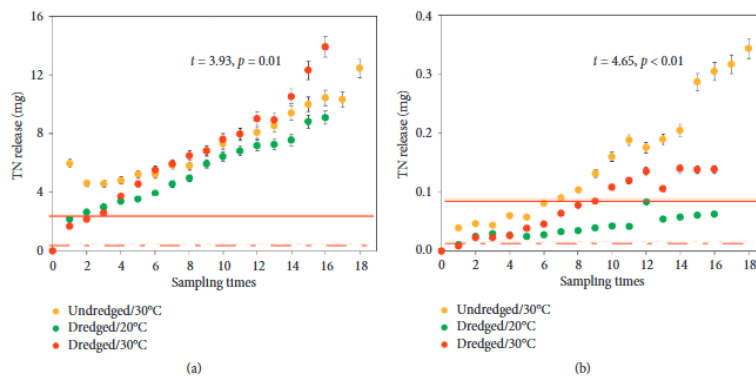 16
12
8
4
0
TN release (mg)
t = 3.93, p = 0.01
0 2 4 6 8 10 12 14 16 18
Sampling times
Undredged/30°C
Dredged/20°C
Dredged/30°C
(a)
0.4
0.3
0.2
0.1
0.0
TN release (mg)
t = 4.65, p < 0.01
0 2 4 6 8 10 12 14 16 18
Sampling times
Undredged/30°C
Dredged/20°C
Dredged/30°C
(b)